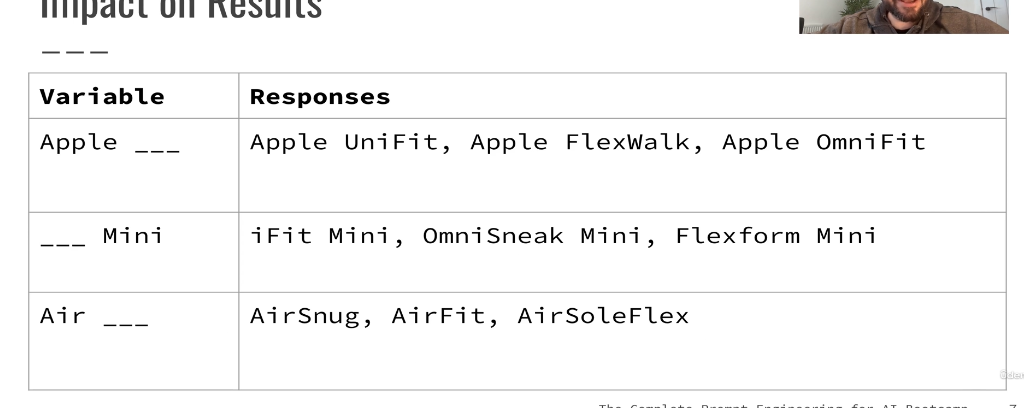 Impact on Results
———
Variable Responses
Apple ___ Apple UniFit, Apple FlexWalk, Apple OmniFit
___ Mini iFit Mini, OmniSneak Mini, Flexform Mini
Air ___ AirSnug, AirFit, AirSoleFlex
The Complete Prompt Engineering for AI Bootcamp 7